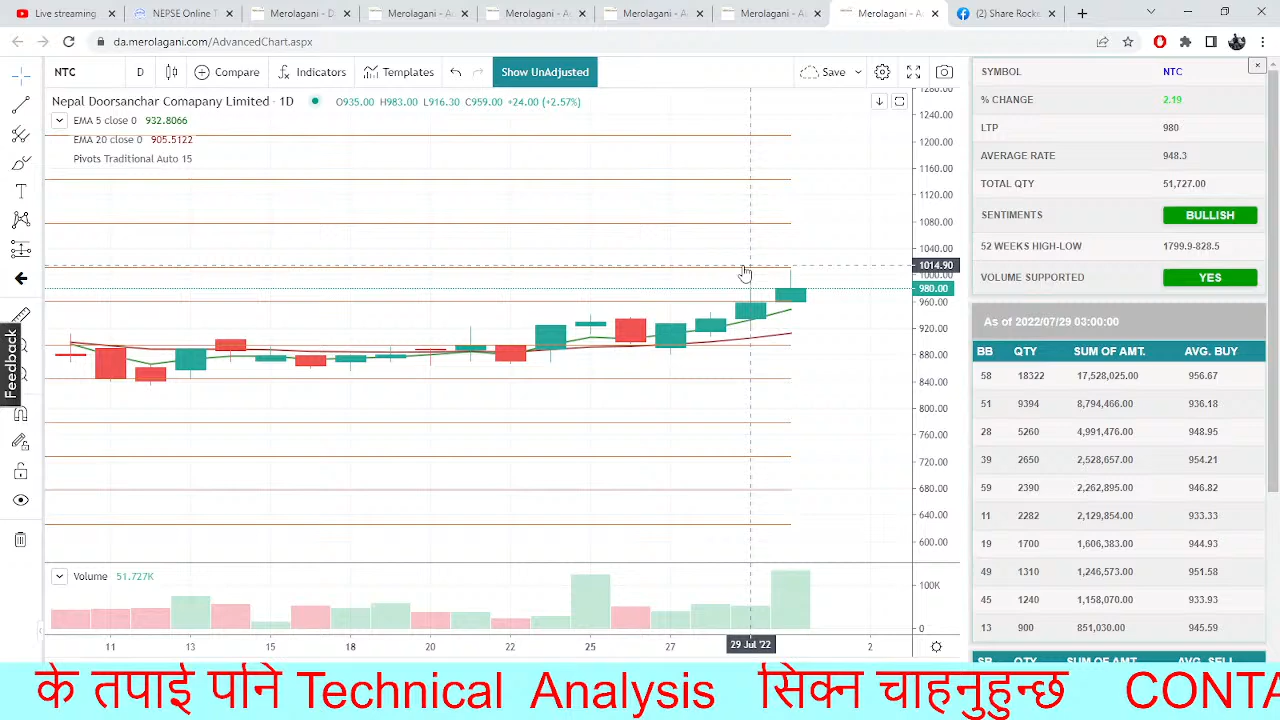 Live streaming
NEPSE Online T
Merolagani - D
Merolagani - A
Merolagani - A
Merolagani - A
Merolagani - A
Merolagani - A
(2) Share Rocke
da.merolagani.com/AdvancedChart.aspx
NTC D Compare Indicators Templates Show UnAdjusted Save
Nepal Doorsanchar Comapany Limited - 1D O935.00 H983.00 L916.30 C959.00 +24.00 (+2.57%)
EMA 5 close 0 932.8066
EMA 20 close 0 905.5122
Pivots Traditional Auto 15
1280.00
1240.00
1200.00
1160.00
1120.00
1080.00
1040.00
1014.90
1000.00
980.00
960.00
920.00
880.00
840.00
800.00
760.00
720.00
680.00
640.00
600.00
Volume 51.727K
100K
0
11 13 15 18 20 22 25 27 29 Jul '22 2
Feedback
SYMBOL NTC
% CHANGE 2.19
LTP 980
AVERAGE RATE 948.3
TOTAL QTY 51,727.00
SENTIMENTS BULLISH
52 WEEKS HIGH-LOW 1799.9-828.5
VOLUME SUPPORTED YES
As of 2022/07/29 03:00:00
BB QTY SUM OF AMT. AVG. BUY
58 18322 17,528,025.00 956.67
51 9394 8,794,466.00 936.18
28 5260 4,991,476.00 948.95
39 2650 2,528,657.00 954.21
59 2390 2,262,895.00 946.82
11 2282 2,129,854.00 933.33
19 1700 1,606,383.00 944.93
49 1310 1,246,573.00 951.58
45 1240 1,158,070.00 933.93
13 900 851,030.00 945.59
SB QTY SUM OF AMT. AVG. SELL
के तपाई पनि Technical Analysis सिक्न चाहनुहुन्छ CONTA